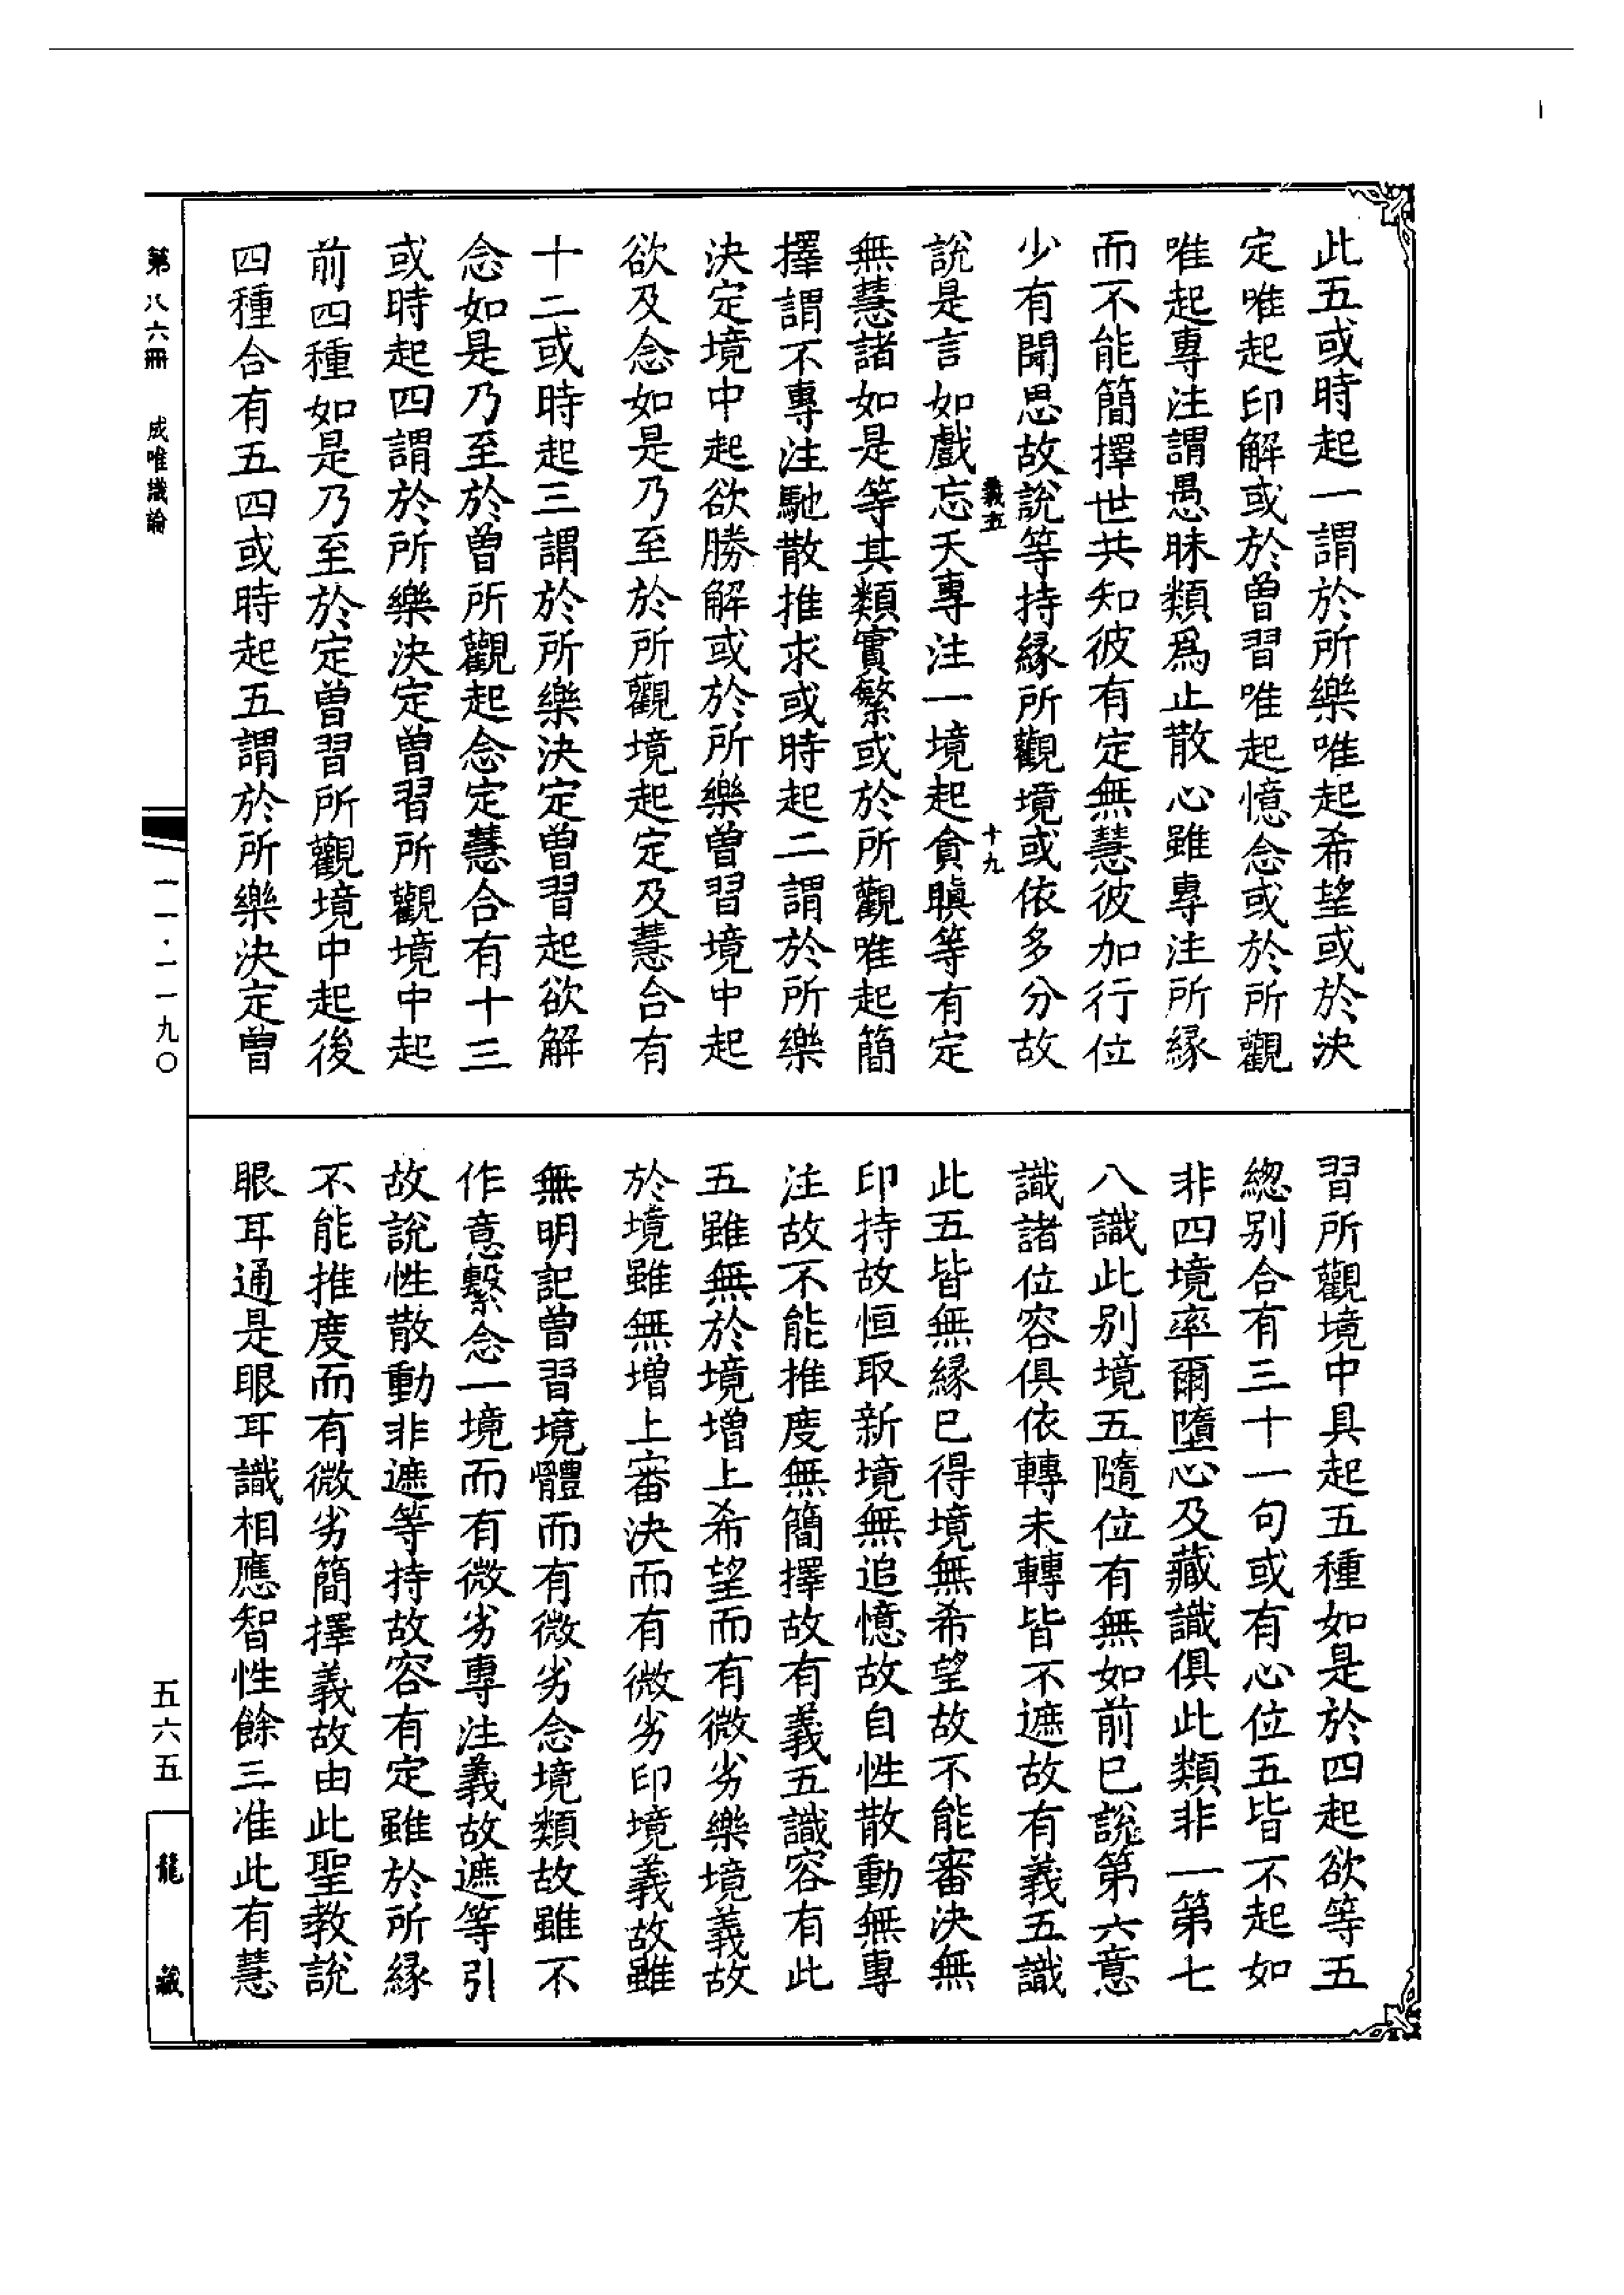 此五或時起一謂於所樂唯起希望或於決
定唯起印解或於曾習唯起憶念或於所觀
唯起專注謂愚昧類爲止散心雖專注所緣
而不能簡擇世共知彼有定無慧彼加行位
少有聞思故說等持緣所觀境或依多分故
義五
十九
說是言如戲忘天專注一境起貪瞋等有定
無慧諸如是等其類實繁或於所觀唯起簡
擇謂不專注馳散推求或時起二謂於所樂
決定境中起欲勝解或於所樂曾習境中起
欲及念如是乃至於所觀境起定及慧合有
十二或時起三謂於所樂決定曾習起欲解
念如是乃至於曾所觀起念定慧合有十三
或時起四謂於所樂決定曾習所觀境中起
前四種如是乃至於定曾習所觀境中起後
四種合有五四或時起五謂於所樂決定曾
習所觀境中具起五種如是於四起欲等五
總別合有三十一句或有心位五皆不起如
非四境率爾墮心及藏識俱此類非一第七
八識此別境五隨位有無如前已說第六意
識諸位容俱依轉未轉皆不遮故有義五識
此五皆無緣已得境無希望故不能審決無
印持故恒取新境無追憶故自性散動無專
注故不能推度無簡擇故有義五識容有此
五雖無於境增上希望而有微劣樂境義故
於境雖無增上審決而有微劣印境義故雖
無明記曾習境體而有微劣念境類故雖不
作意繫念一境而有微劣專注義故遮等引
故說性散動非遮等持故容有定雖於所緣
不能推度而有微劣簡擇義故由此聖教說
眼耳通是眼耳識相應智性餘三准此有慧
第八六冊　成唯識論
一一·一一九〇
五六五
龍藏